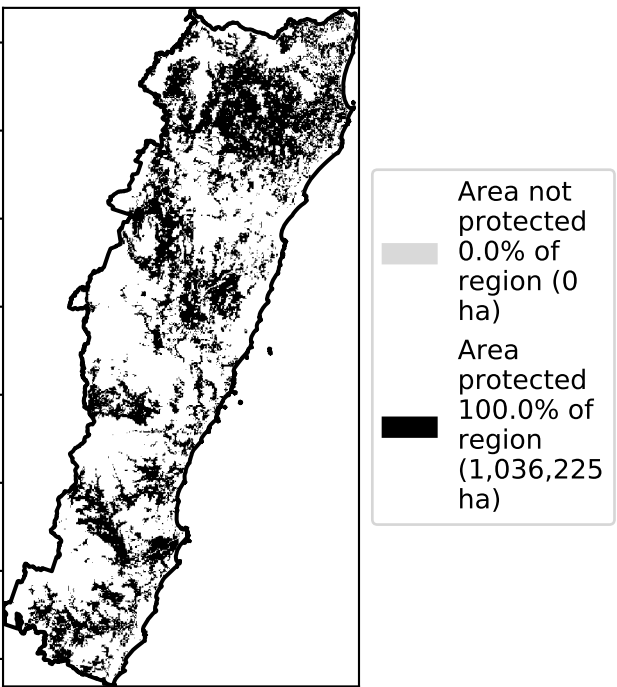 Area not
protected
0.0% of
region (0
ha)
Area
protected
100.0% of
region
(1,036,225
ha)